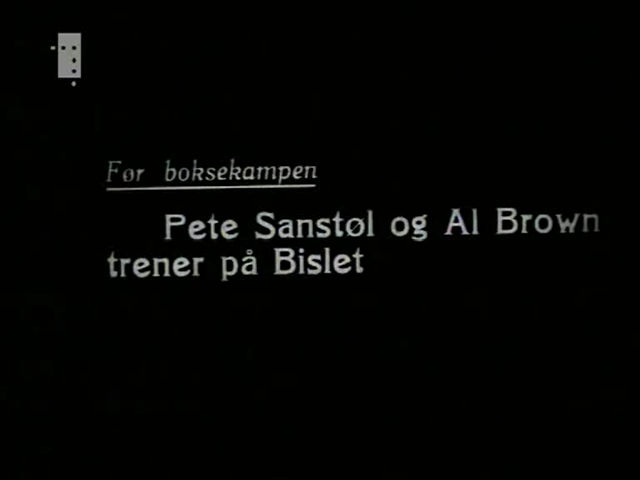 Før boksekampen
Pete Sanstøl og Al Brown
trener på Bislet